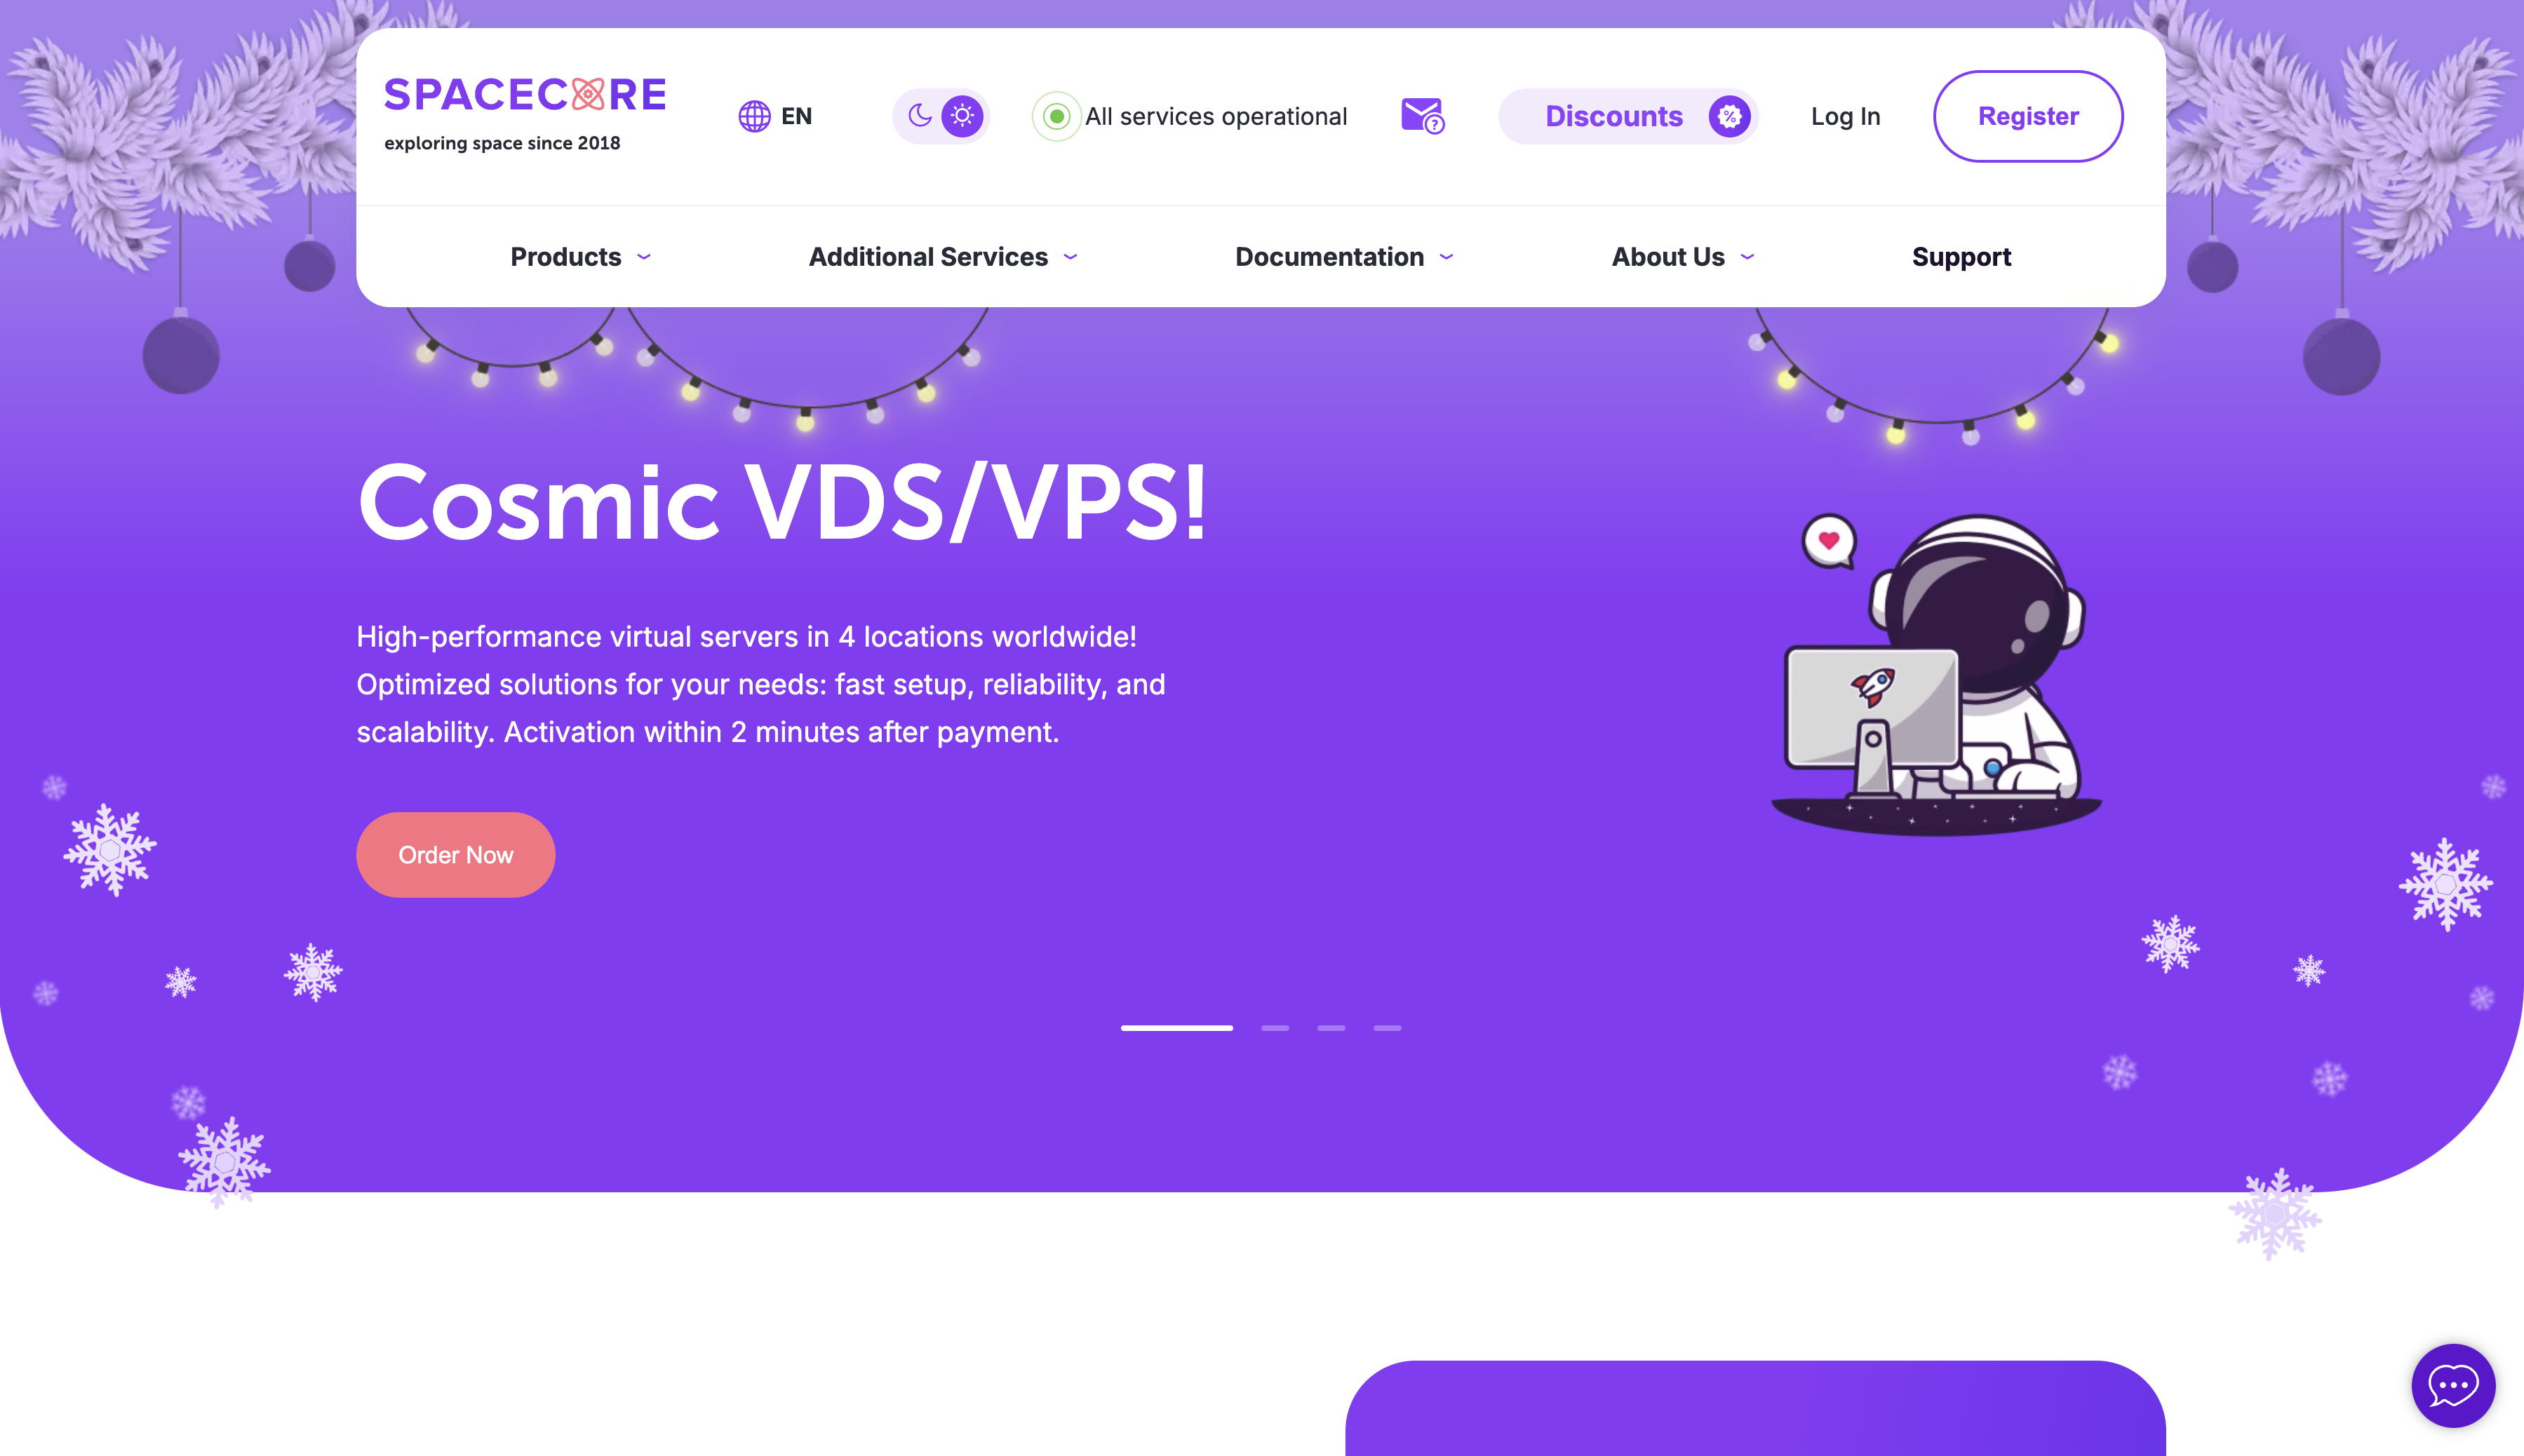 SPACECORE
exploring space since 2018
EN
All services operational
?
Discounts
%
Log In
Register
Products
Additional Services
Documentation
About Us
Support
Cosmic VDS/VPS!
High-performance virtual servers in 4 locations worldwide!
Optimized solutions for your needs: fast setup, reliability, and
scalability. Activation within 2 minutes after payment.
Order Now